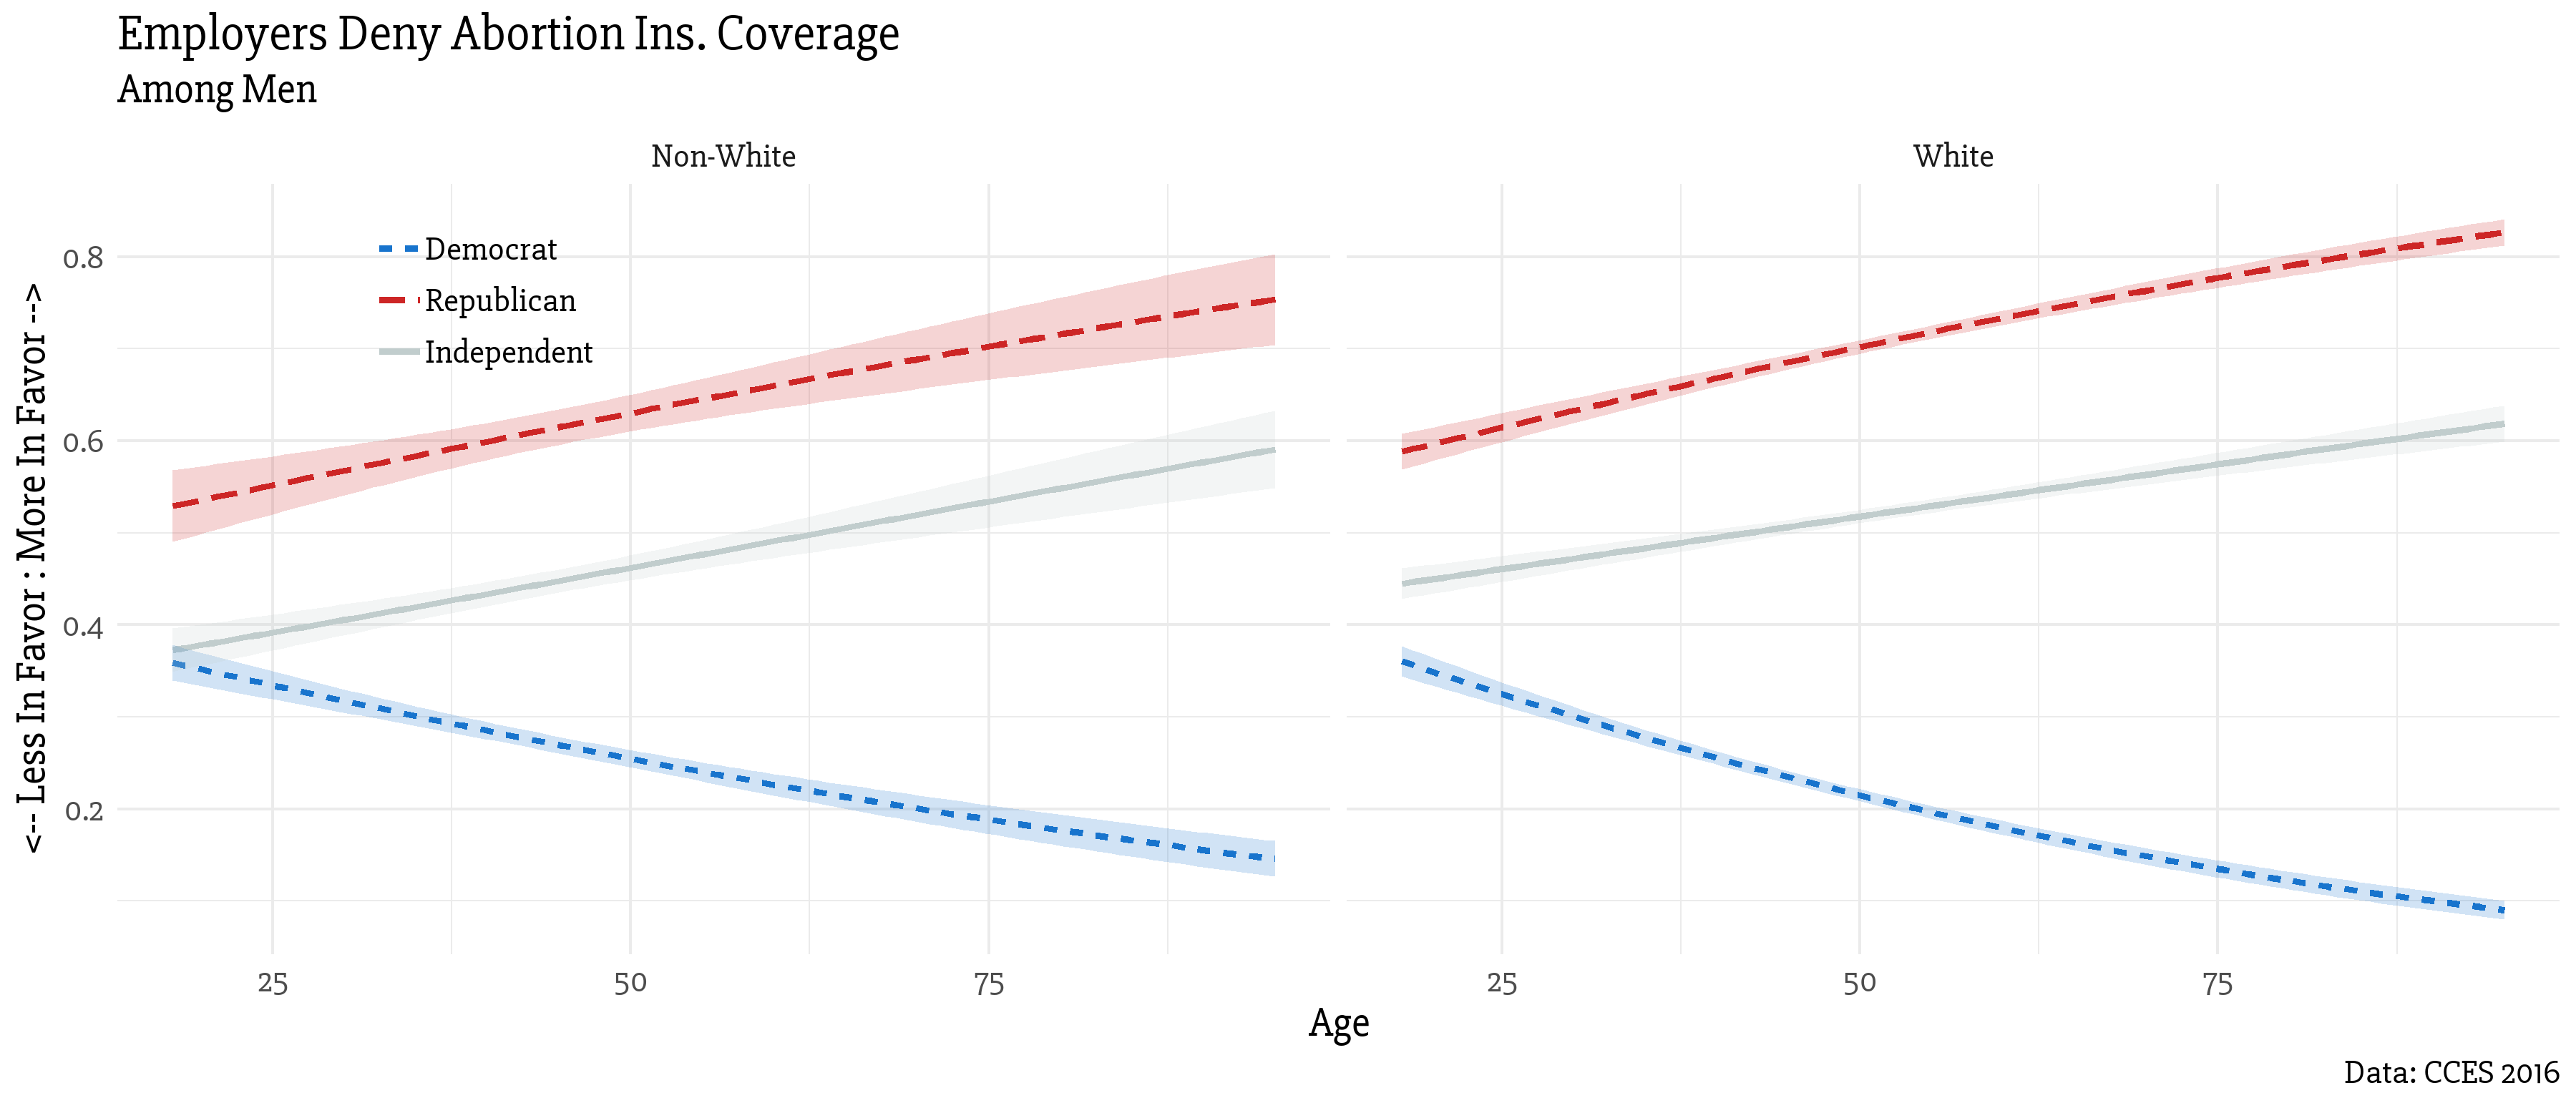 Employers Deny Abortion Ins. Coverage
Among Men
Non-White
White
<-- Less In Favor : More In Favor -->
0.8
0.6
0.4
0.2
Democrat
Republican
Independent
25
50
75
25
50
75
Age
Data: CCES 2016